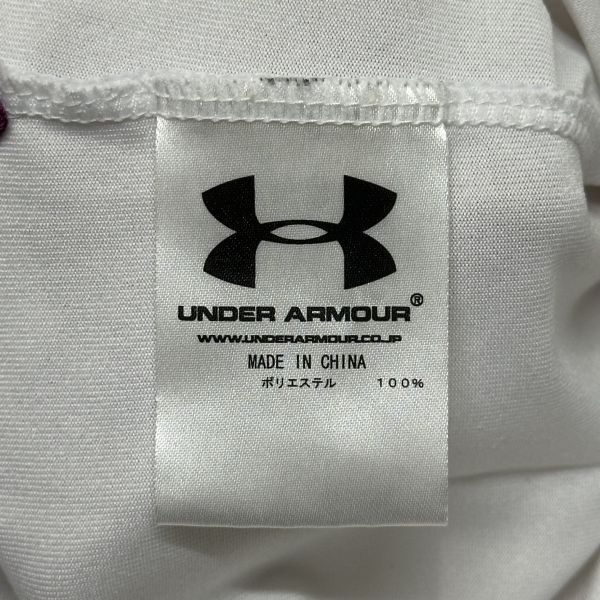 UNDER ARMOUR®
WWW.UNDERARMOUR.CO.JP
MADE IN CHINA
ポリエステル 100%